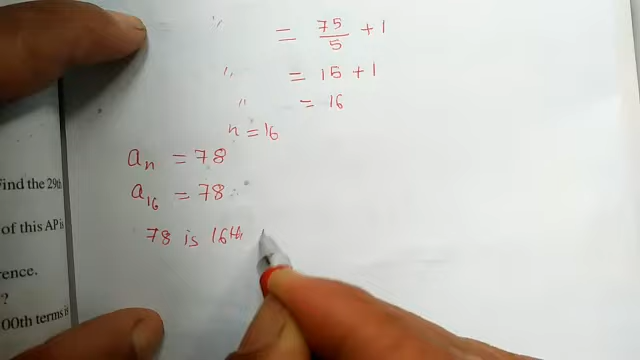 〃 = 75/5 + 1
〃 = 15 + 1
〃 = 16
n = 16
aₙ = 78
a₁₆ = 78
78 is 16th
Find the 29th
of this AP is
rence.
?
00th terms is